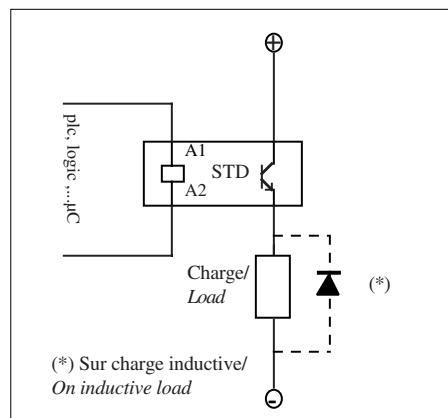 +
plc, logic ,...µC
A1
STD
A2
Charge/
Load
(*)
(*) Sur charge inductive/
On inductive load
-